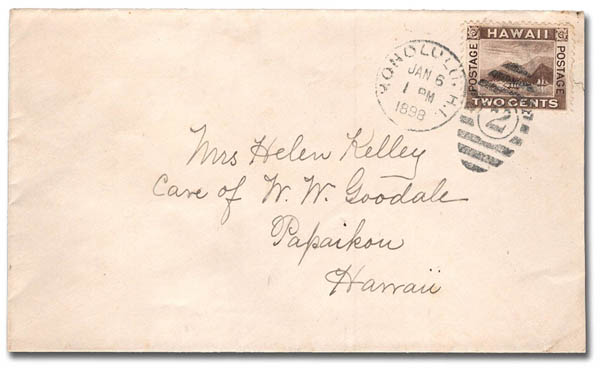 HAWAII
POSTAGE POSTAGE
TWO CENTS
HONOLULU. H.I.
JAN 6
1 PM
1898
2
Mrs Helen Kelley
Care of W. W. Goodale
Papaikou
Hawaii